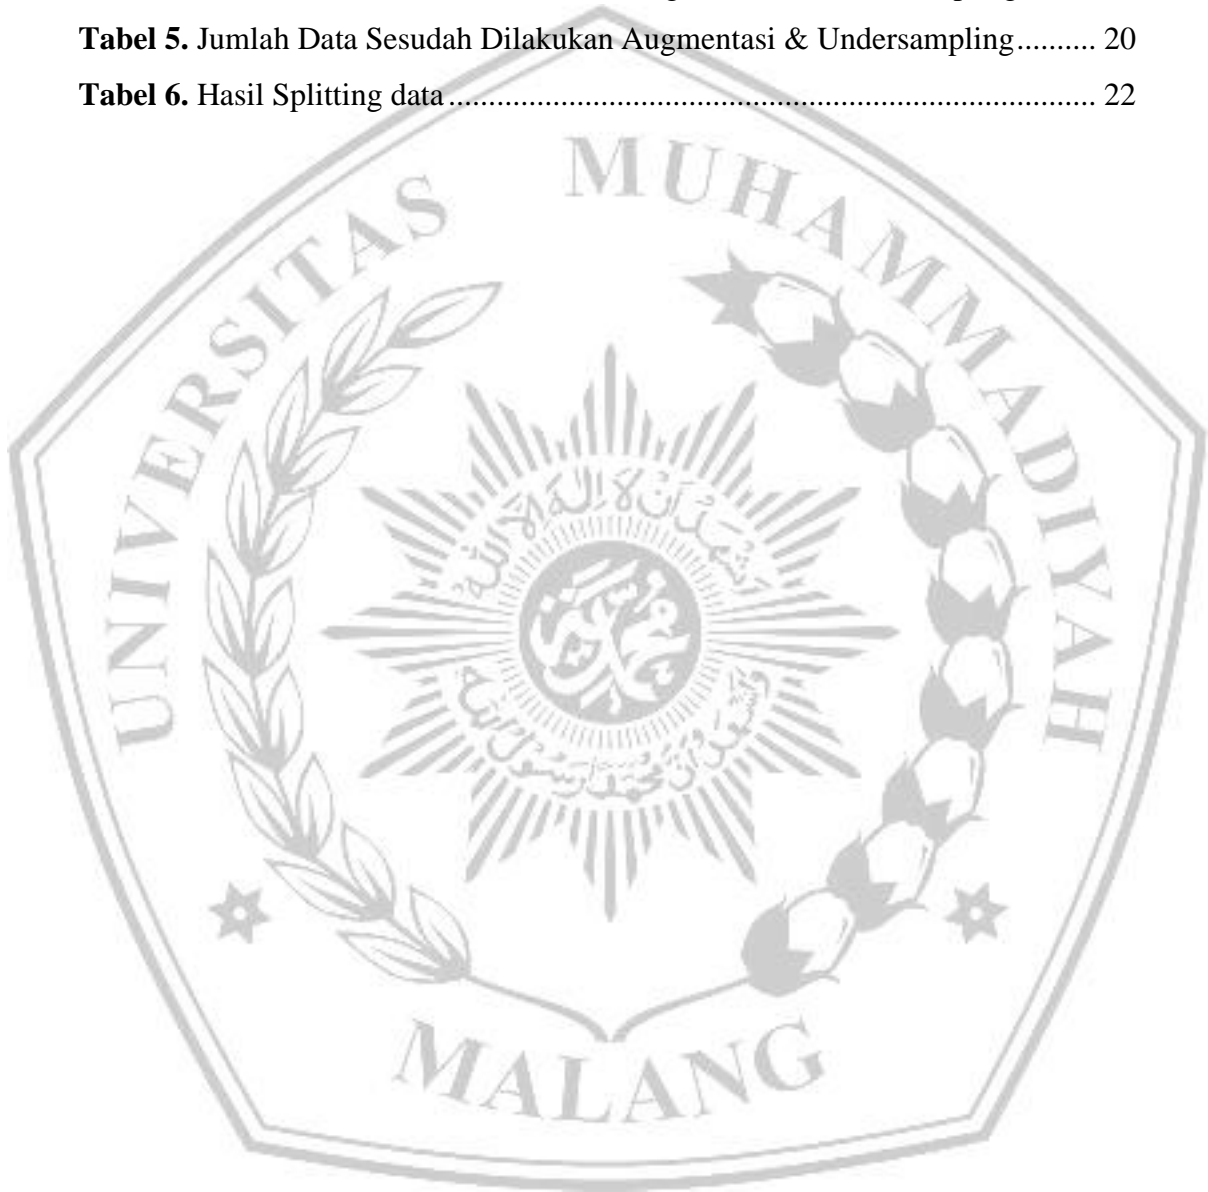 Tabel 5. Jumlah Data Sesudah Dilakukan Augmentasi & Undersampling.......... 20
Tabel 6. Hasil Splitting data................................................................................. 22
UNIVERSITAS MUHAMMADIYAH
MALANG